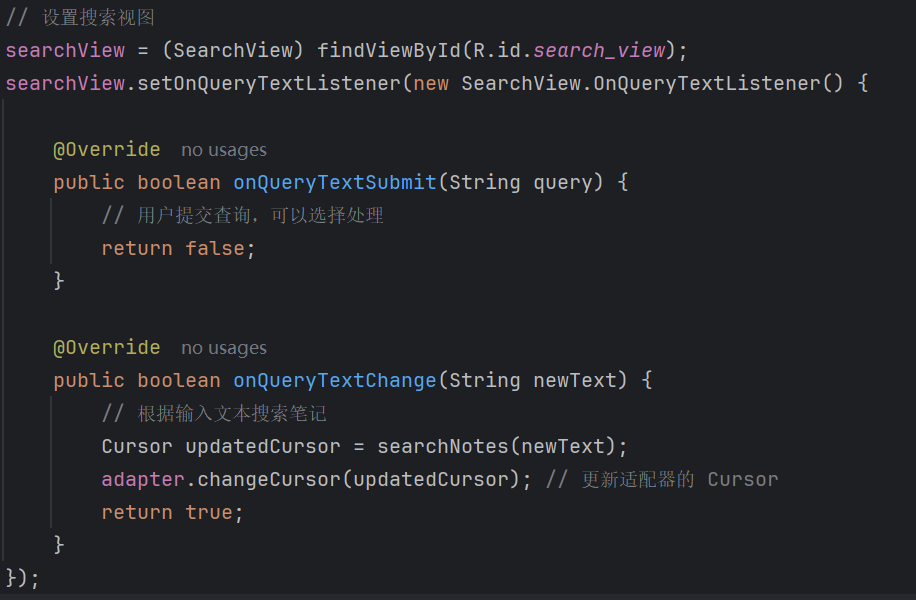 // 设置搜索视图
searchView = (SearchView) findViewById(R.id.search_view);
searchView.setOnQueryTextListener(new SearchView.OnQueryTextListener() {
@Override no usages
public boolean onQueryTextSubmit(String query) {
// 用户提交查询，可以选择处理
return false;
}
@Override no usages
public boolean onQueryTextChange(String newText) {
// 根据输入文本搜索笔记
Cursor updatedCursor = searchNotes(newText);
adapter.changeCursor(updatedCursor); // 更新适配器的 Cursor
return true;
}
});